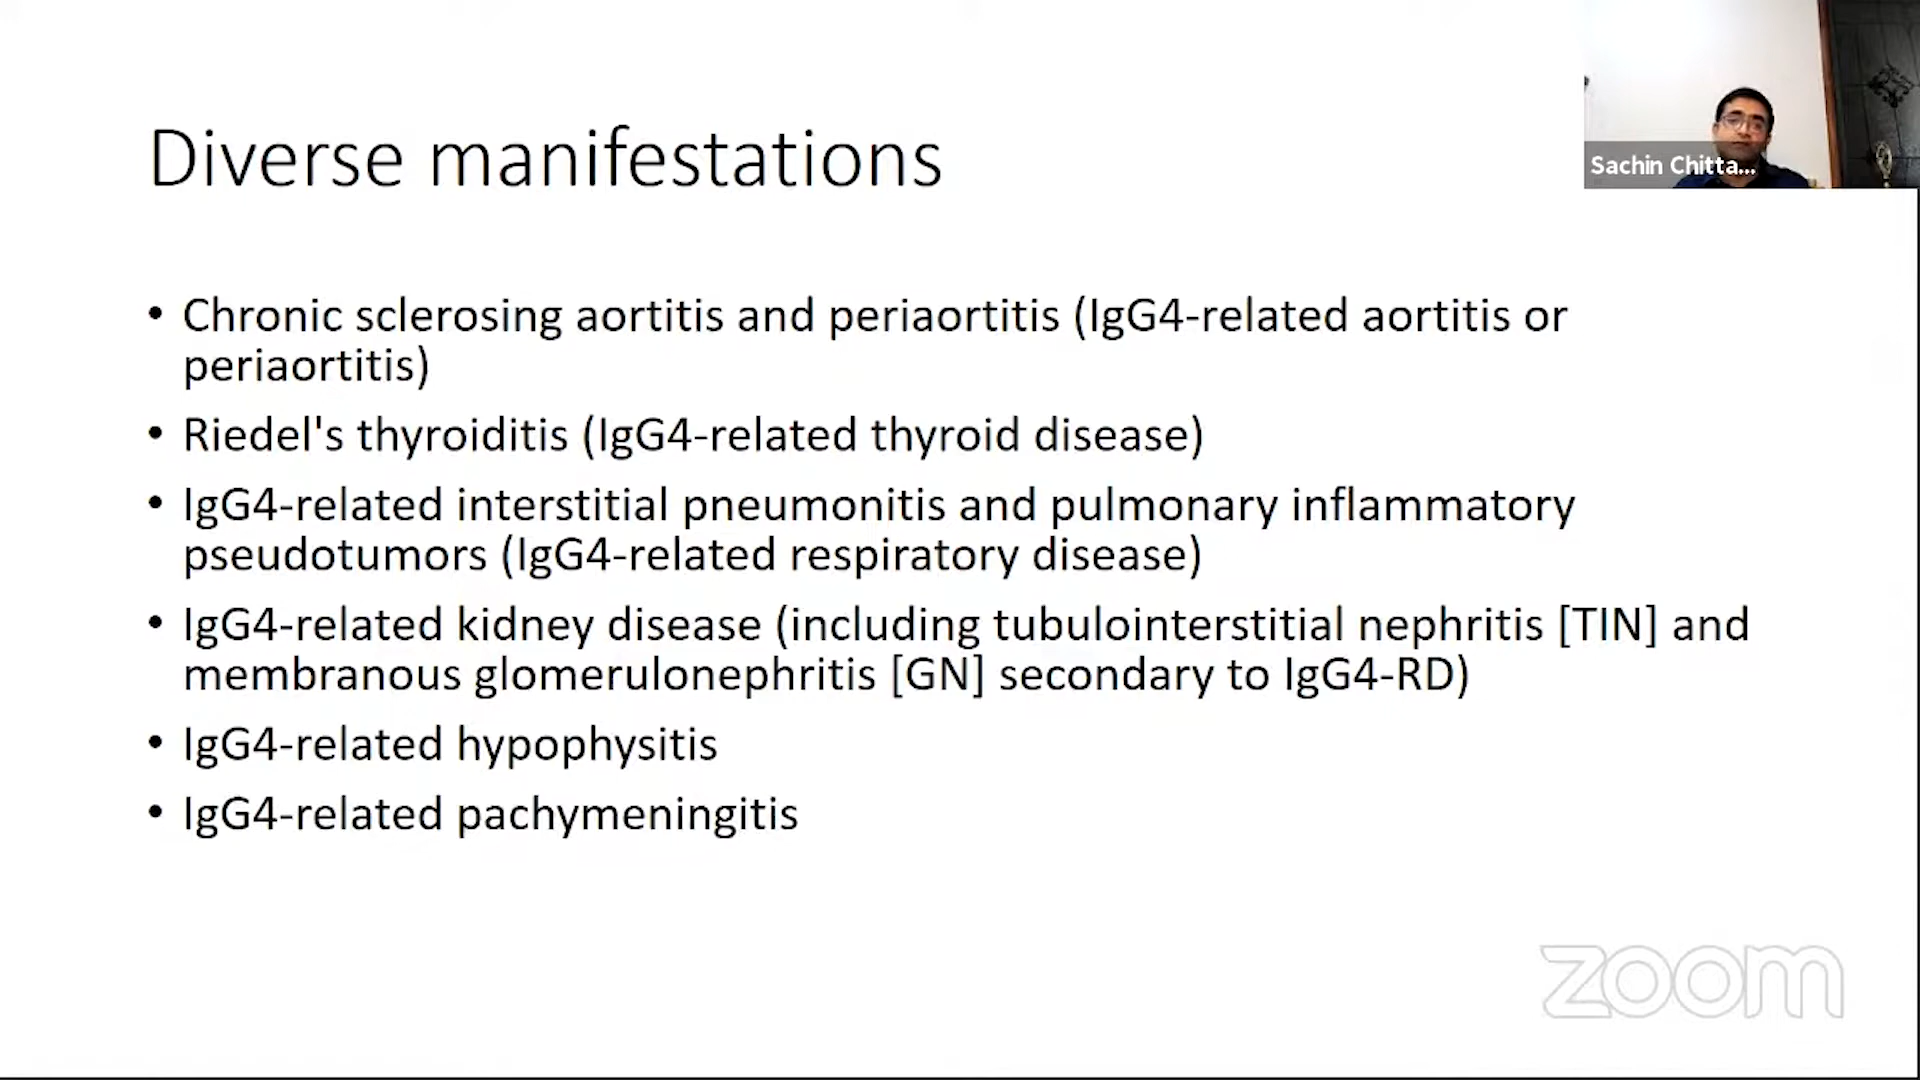 Sachin Chitta...
Diverse manifestations
• Chronic sclerosing aortitis and periaortitis (IgG4-related aortitis or
periaortitis)
• Riedel's thyroiditis (IgG4-related thyroid disease)
• IgG4-related interstitial pneumonitis and pulmonary inflammatory
pseudotumors (IgG4-related respiratory disease)
• IgG4-related kidney disease (including tubulointerstitial nephritis [TIN] and
membranous glomerulonephritis [GN] secondary to IgG4-RD)
• IgG4-related hypophysitis
• IgG4-related pachymeningitis
zoom